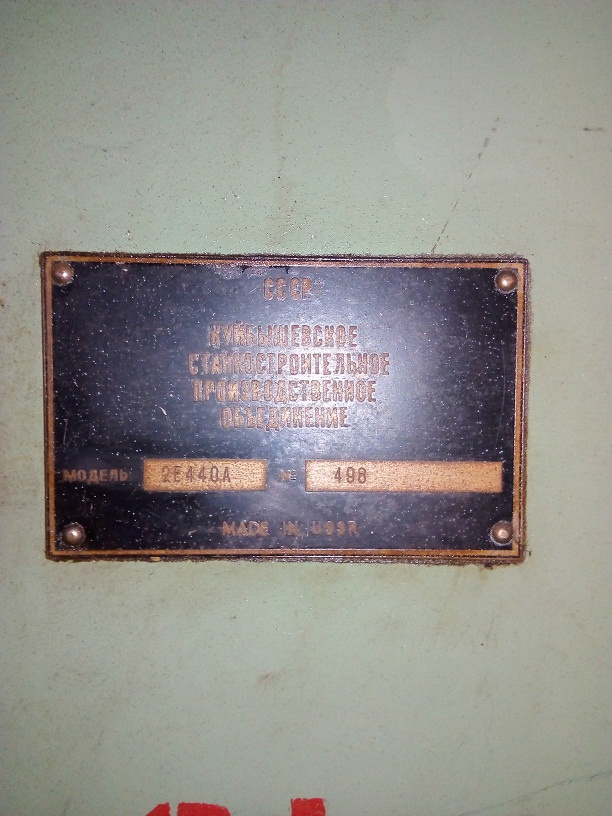 СССР
КУЙБЫШЕВСКОЕ
СТАНКОСТРОИТЕЛЬНОЕ
ПРОИЗВОДСТВЕННОЕ
ОБЪЕДИНЕНИЕ
МОДЕЛЬ 2Е440А № 498
MADE IN USSR